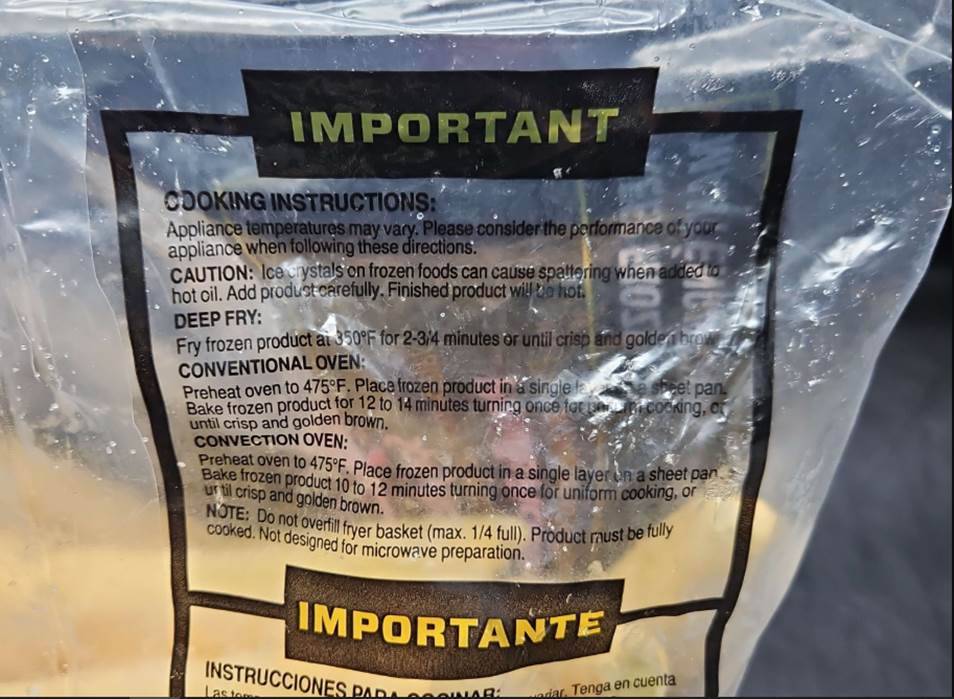 IMPORTANT
COOKING INSTRUCTIONS:
Appliance temperatures may vary. Please consider the performance of your
appliance when following these directions.
CAUTION: Ice crystals on frozen foods can cause spattering when added to
hot oil. Add product carefully. Finished product will be hot.
DEEP FRY:
Fry frozen product at 350°F for 2-3/4 minutes or until crisp and golden brown
CONVENTIONAL OVEN:
Preheat oven to 475°F. Place frozen product in a single layer on a sheet pan.
Bake frozen product for 12 to 14 minutes turning once for uniform cooking, or
until crisp and golden brown.
CONVECTION OVEN:
Preheat oven to 475°F. Place frozen product in a single layer on a sheet pan.
Bake frozen product 10 to 12 minutes turning once for uniform cooking, or
until crisp and golden brown.
NOTE: Do not overfill fryer basket (max. 1/4 full). Product must be fully
cooked. Not designed for microwave preparation.
IMPORTANTE
INSTRUCCIONES PARA COCINAR:
Tenga en cuenta